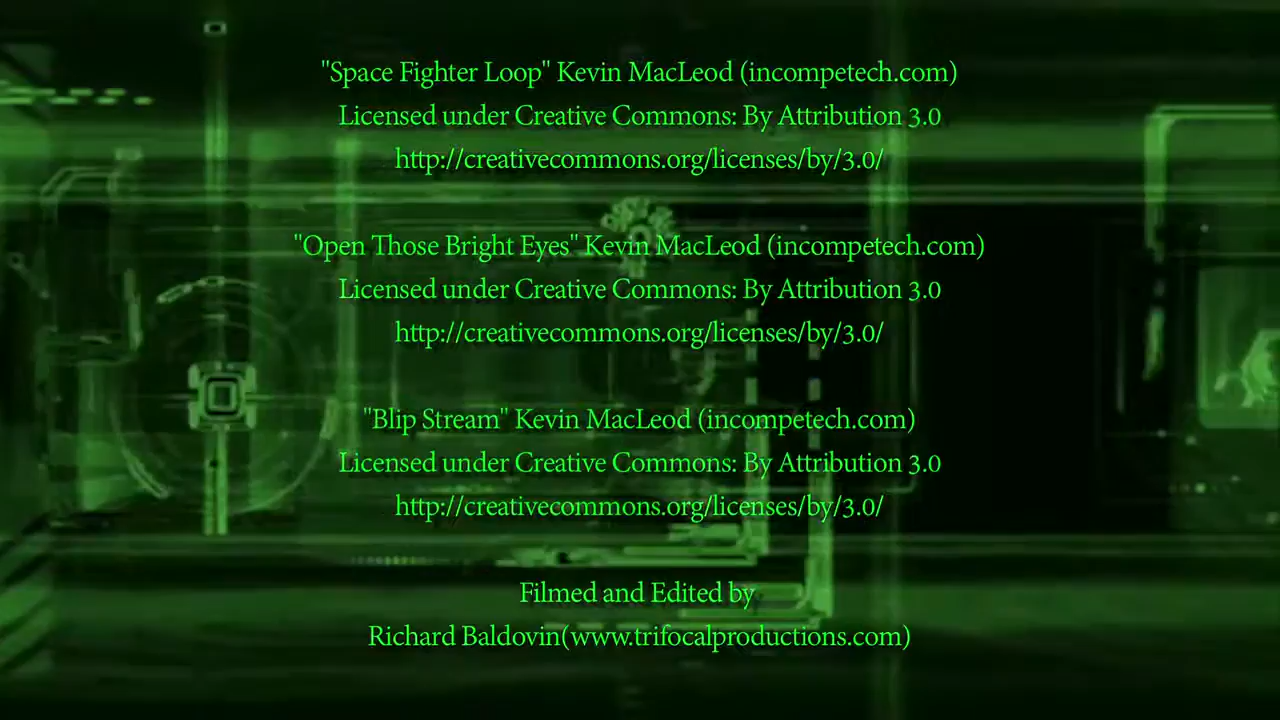 "Space Fighter Loop" Kevin MacLeod (incompetech.com)
Licensed under Creative Commons: By Attribution 3.0
http://creativecommons.org/licenses/by/3.0/
"Open Those Bright Eyes" Kevin MacLeod (incompetech.com)
Licensed under Creative Commons: By Attribution 3.0
http://creativecommons.org/licenses/by/3.0/
"Blip Stream" Kevin MacLeod (incompetech.com)
Licensed under Creative Commons: By Attribution 3.0
http://creativecommons.org/licenses/by/3.0/
Filmed and Edited by
Richard Baldovin(www.trifocalproductions.com)